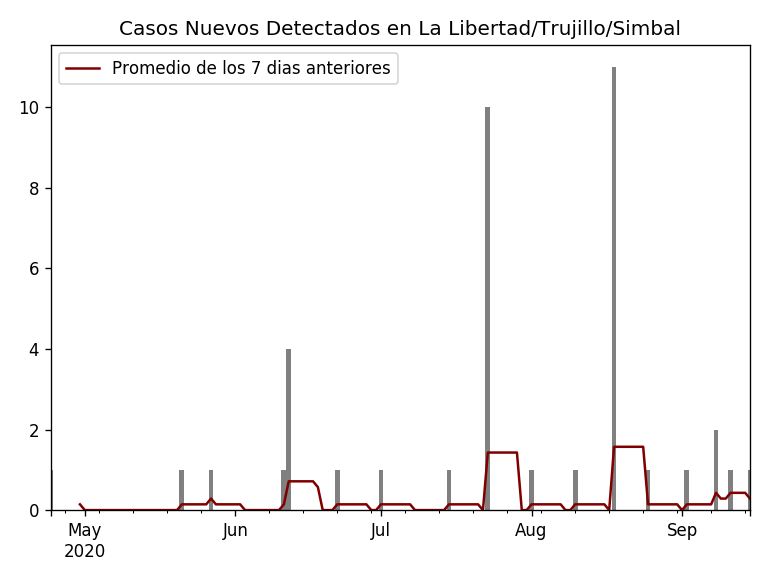 Casos Nuevos Detectados en La Libertad/Trujillo/Simbal
Promedio de los 7 dias anteriores
10
8
6
4
2
0
May Jun Jul Aug Sep
2020